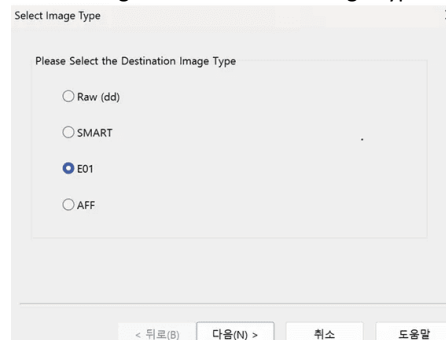 Select Image Type
Please Select the Destination Image Type
Raw (dd)
SMART
E01
AFF
< 뒤로(B) 다음(N) > 취소 도움말